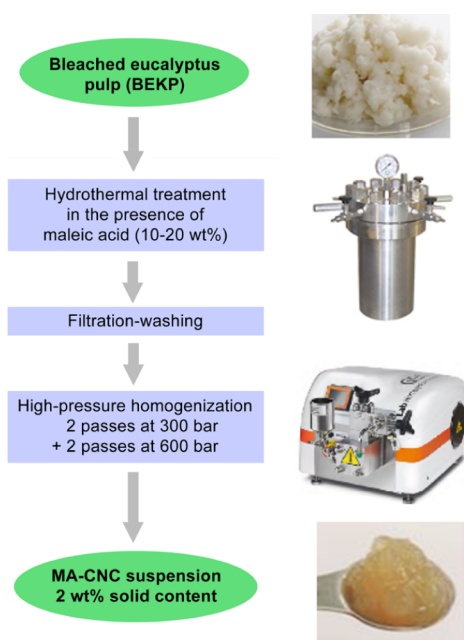 Bleached eucalyptus
pulp (BEKP)
Hydrothermal treatment
in the presence of
maleic acid (10-20 wt%)
Filtration-washing
High-pressure homogenization
2 passes at 300 bar
+ 2 passes at 600 bar
MA-CNC suspension
2 wt% solid content